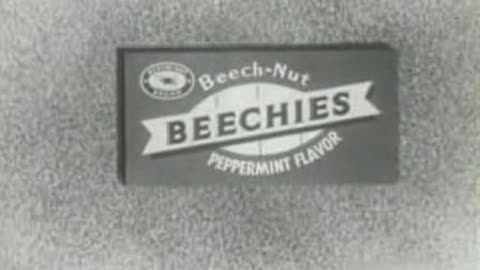 Beech-Nut
BEECHIES
PEPPERMINT FLAVOR